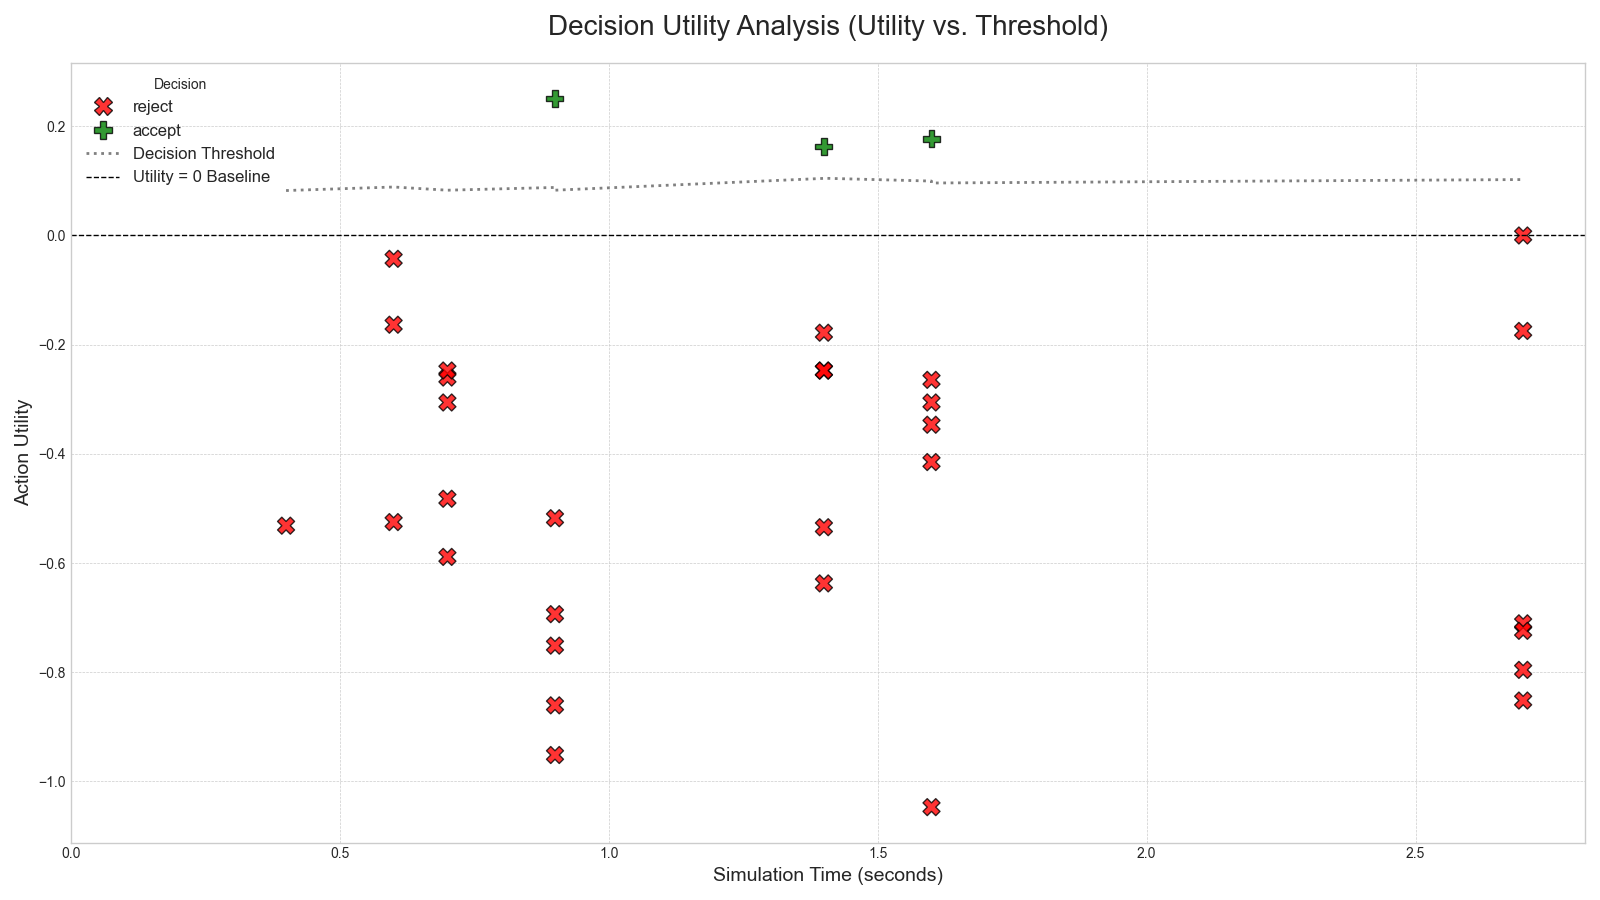 Decision Utility Analysis (Utility vs. Threshold)
Decision
reject
accept
Decision Threshold
Utility = 0 Baseline
Action Utility
0.2
0.0
−0.2
−0.4
−0.6
−0.8
−1.0
0.0
0.5
1.0
1.5
2.0
2.5
Simulation Time (seconds)